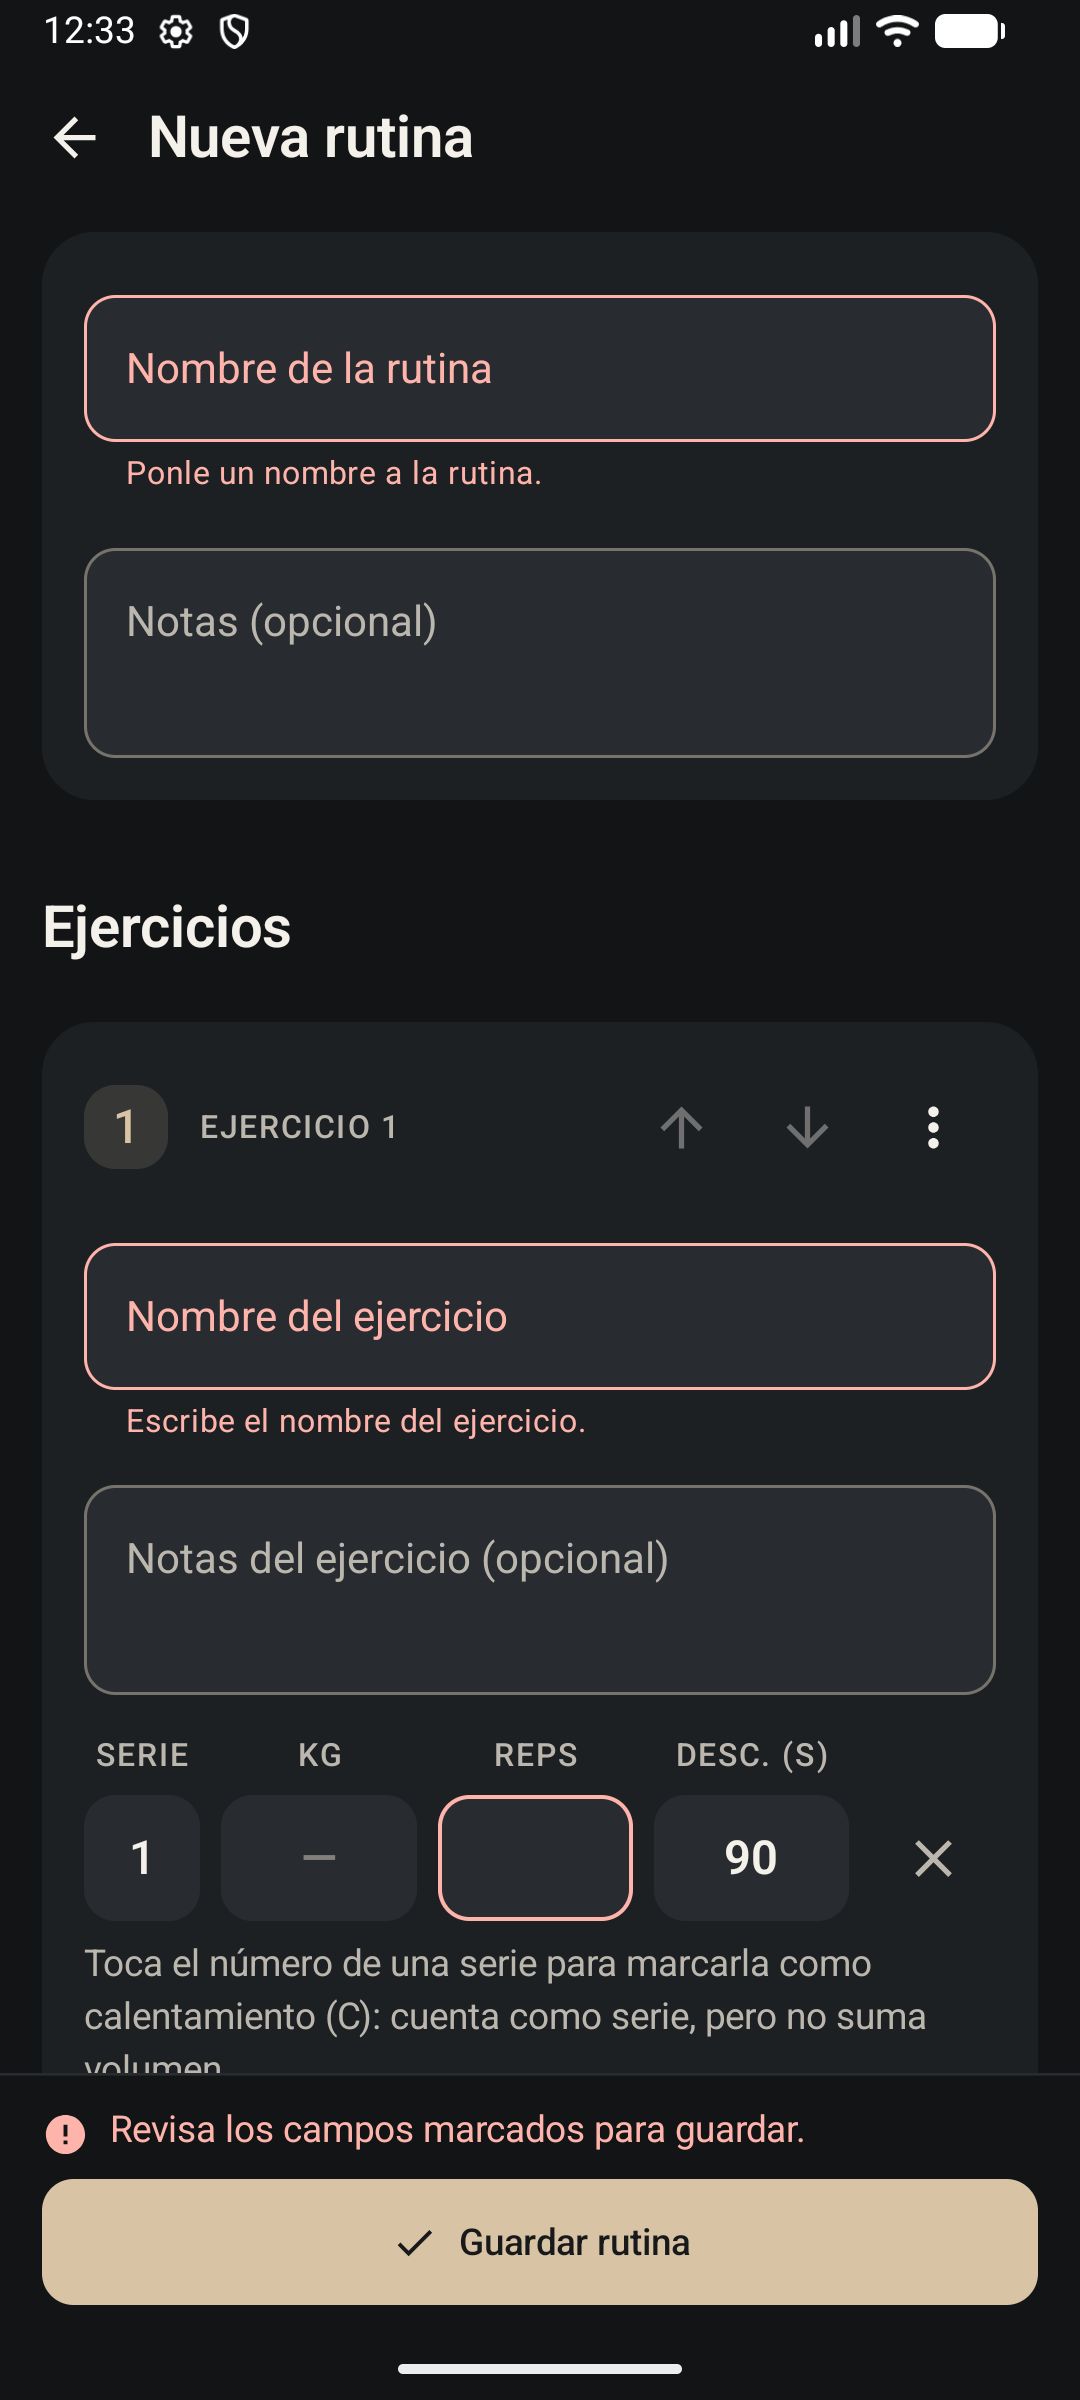 12:33
Nueva rutina
Nombre de la rutina
Ponle un nombre a la rutina.
Notas (opcional)
Ejercicios
1 EJERCICIO 1
Nombre del ejercicio
Escribe el nombre del ejercicio.
Notas del ejercicio (opcional)
SERIE KG REPS DESC. (S)
1 – 90
Toca el número de una serie para marcarla como
calentamiento (C): cuenta como serie, pero no suma
volumen
Revisa los campos marcados para guardar.
Guardar rutina